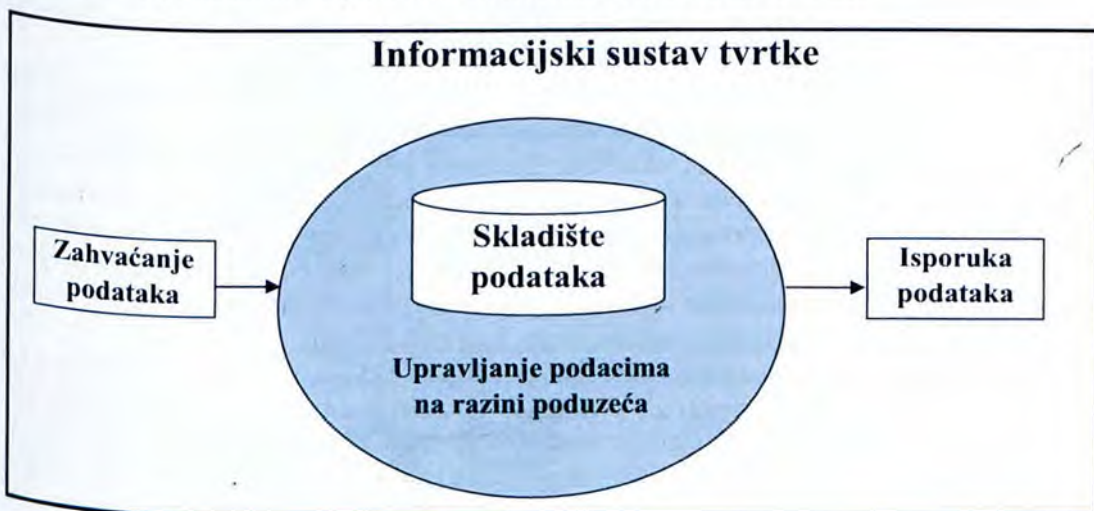 Informacijski sustav tvrtke
Zahvaćanje
podataka
Skladište
podataka
Upravljanje podacima
na razini poduzeća
Isporuka
podataka